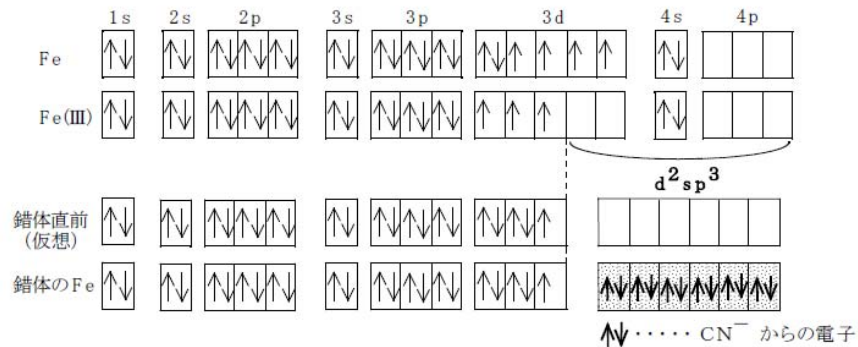 1s 2s 2p 3s 3p 3d 4s 4p
Fe
Fe(Ⅲ)
d²sp³
錯体直前
(仮想)
錯体のFe
⇅ ····· CN⁻ からの電子